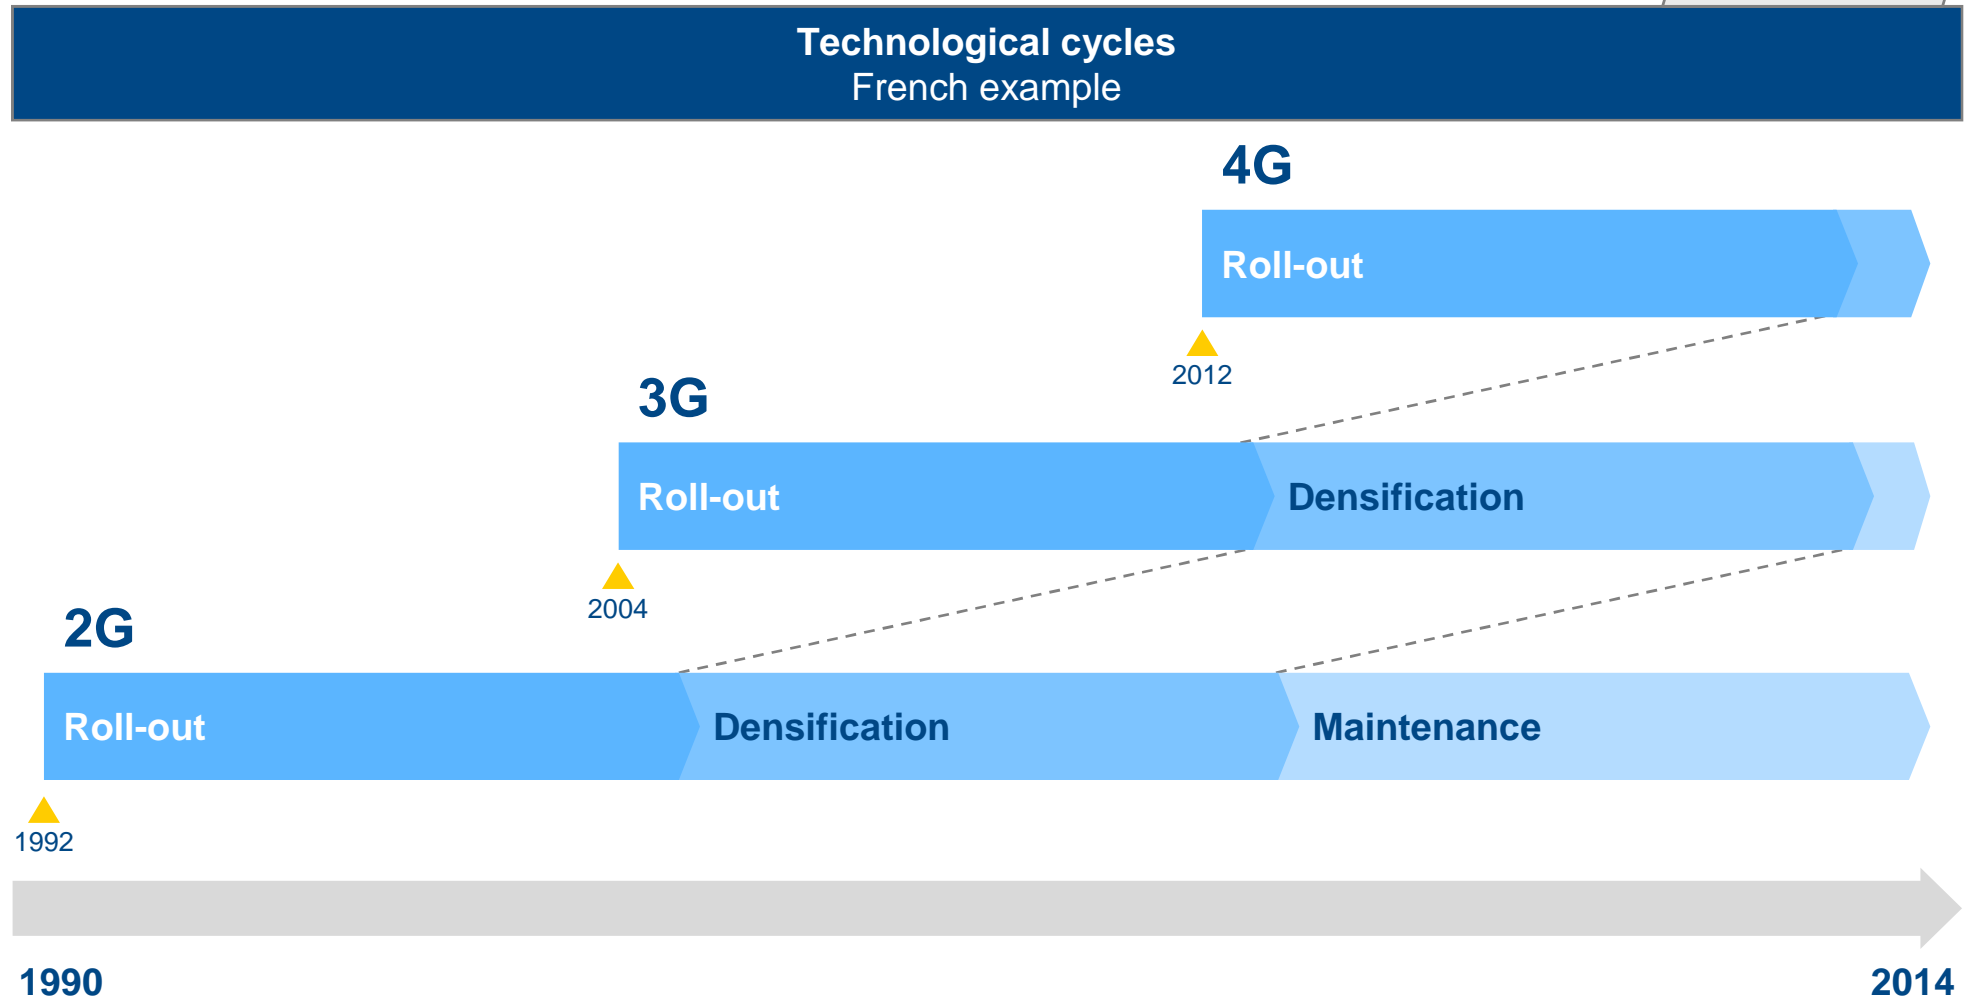 Technological cycles
French example
4G
Roll-out
2012
3G
Roll-out
Densification
2004
2G
Roll-out
Densification
Maintenance
1992
1990
2014